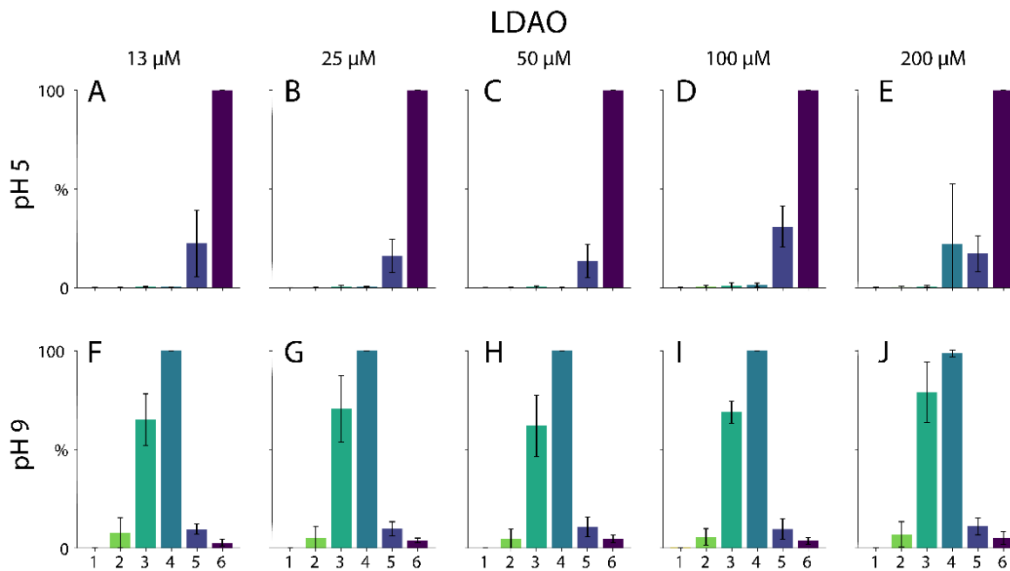 LDAO
13 μM 25 μM 50 μM 100 μM 200 μM
pH 5
100
%
0
A B C D E
pH 9
100
%
0
F G H I J
1 2 3 4 5 6 1 2 3 4 5 6 1 2 3 4 5 6 1 2 3 4 5 6 1 2 3 4 5 6